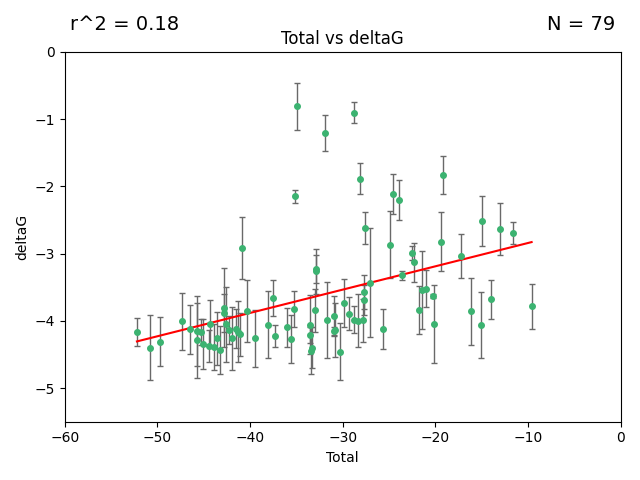 r^2 = 0.18
N = 79
Total vs deltaG
0
−1
−2
−3
−4
−5
deltaG
−60
−50
−40
−30
−20
−10
0
Total